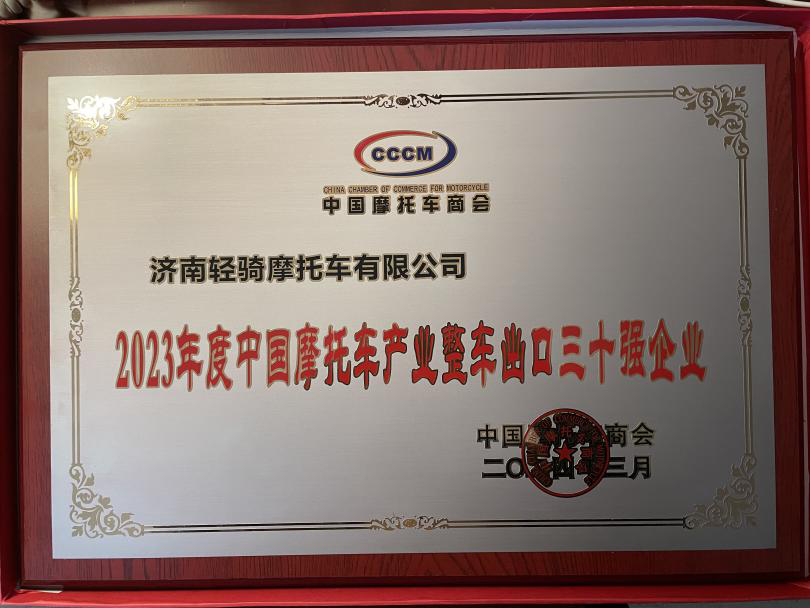 CCCM
CHINA CHAMBER OF COMMERCE FOR MOTORCYCLE
中国摩托车商会
济南轻骑摩托车有限公司
2023年度中国摩托车产业整车出口三十强企业
中国摩托车商会
二〇二四年三月